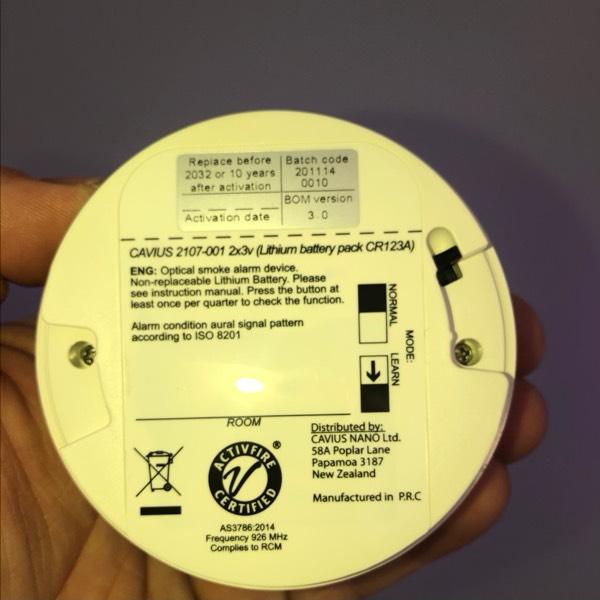 Replace before
2032 or 10 years
after activation
Activation date
Batch code
201114
0010
BOM version
3.0
CAVIUS 2107-001 2x3v (Lithium battery pack CR123A)
ENG: Optical smoke alarm device.
Non-replaceable Lithium Battery. Please
see instruction manual. Press the button at
least once per quarter to check the function.
Alarm condition aural signal pattern
according to ISO 8201
NORMAL
MODE:
LEARN
ROOM
ACTIVFIRE
CERTIFIED
®
AS3786:2014
Frequency 926 MHz
Complies to RCM
Distributed by:
CAVIUS NANO Ltd.
58A Poplar Lane
Papamoa 3187
New Zealand
Manufactured in P.R.C